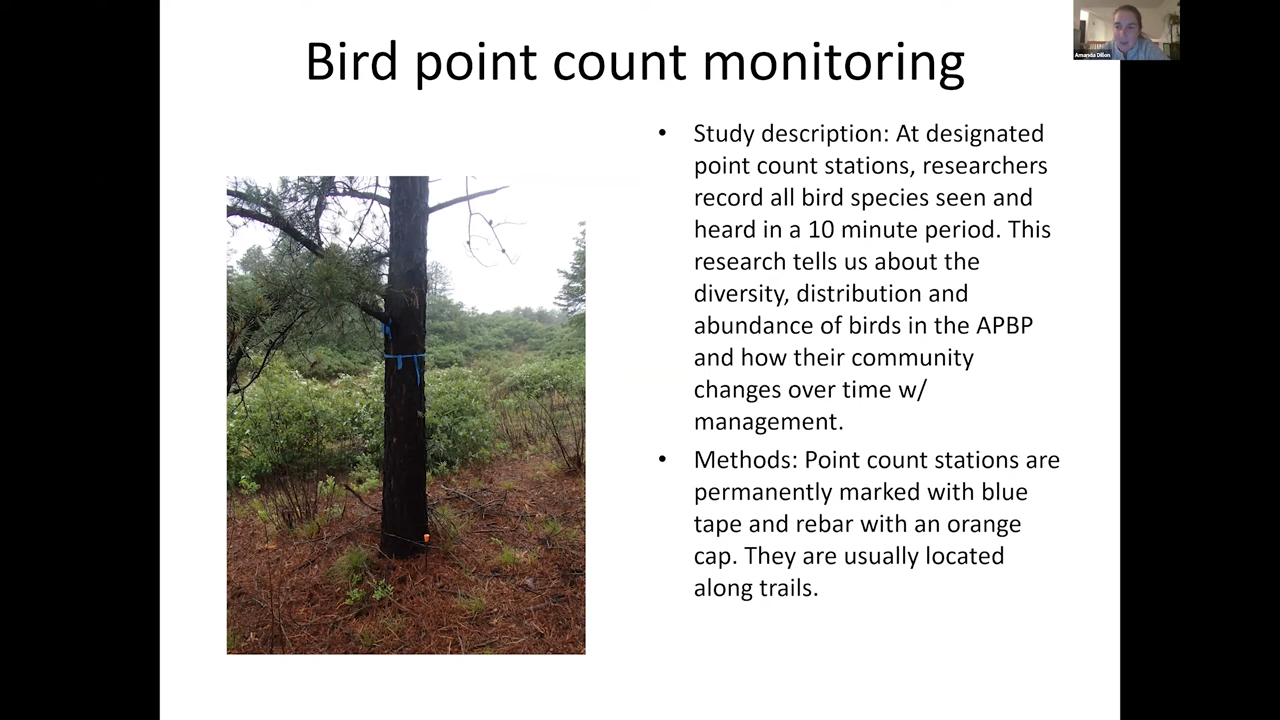 Bird point count monitoring
Amanda Dillon
• Study description: At designated
point count stations, researchers
record all bird species seen and
heard in a 10 minute period. This
research tells us about the
diversity, distribution and
abundance of birds in the APBP
and how their community
changes over time w/
management.
• Methods: Point count stations are
permanently marked with blue
tape and rebar with an orange
cap. They are usually located
along trails.